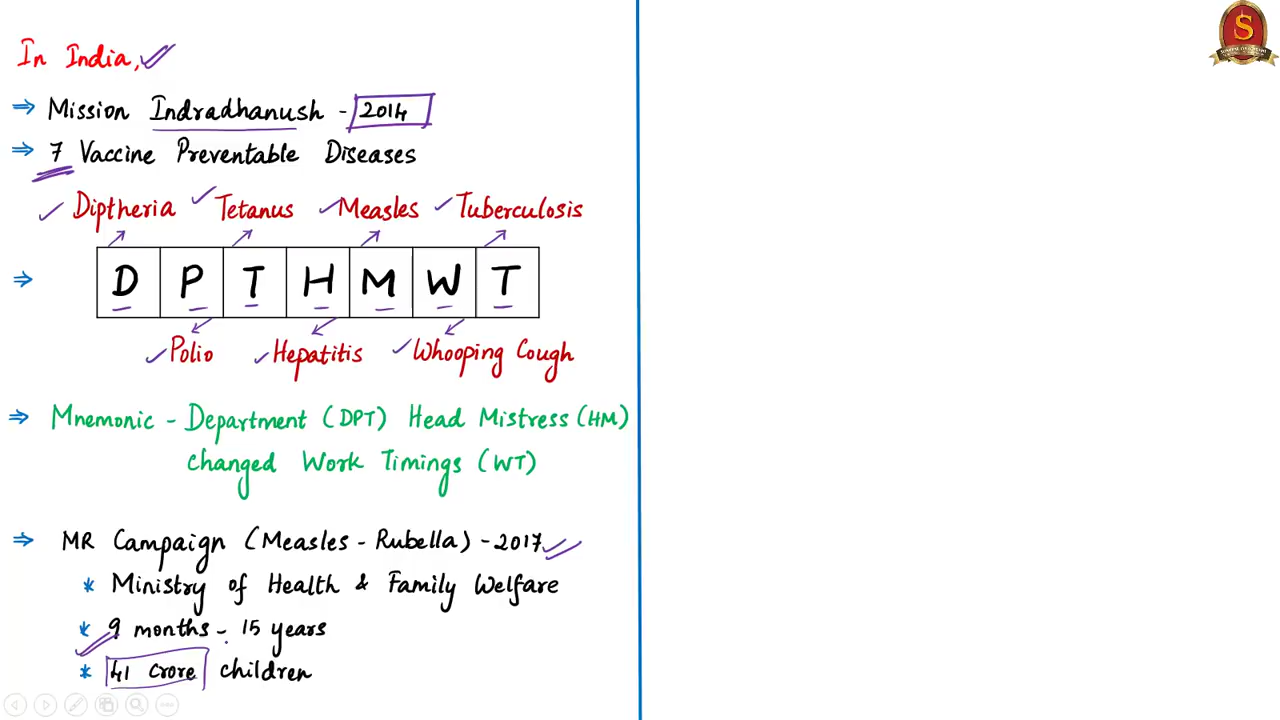 In India,
⇒ Mission Indradhanush - 2014
⇒ 7 Vaccine Preventable Diseases
Diptheria Tetanus Measles Tuberculosis
⇒ D P T H M W T
Polio Hepatitis Whooping Cough
⇒ Mnemonic - Department (DPT) Head Mistress (HM)
changed Work Timings (WT)
⇒ MR Campaign (Measles - Rubella) - 2017
* Ministry of Health & Family Welfare
* 9 months - 15 years
* 41 crore children
S